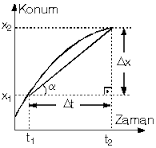 Konum
x₂
Δx
α
x₁
Δt
Zaman
t₁
t₂